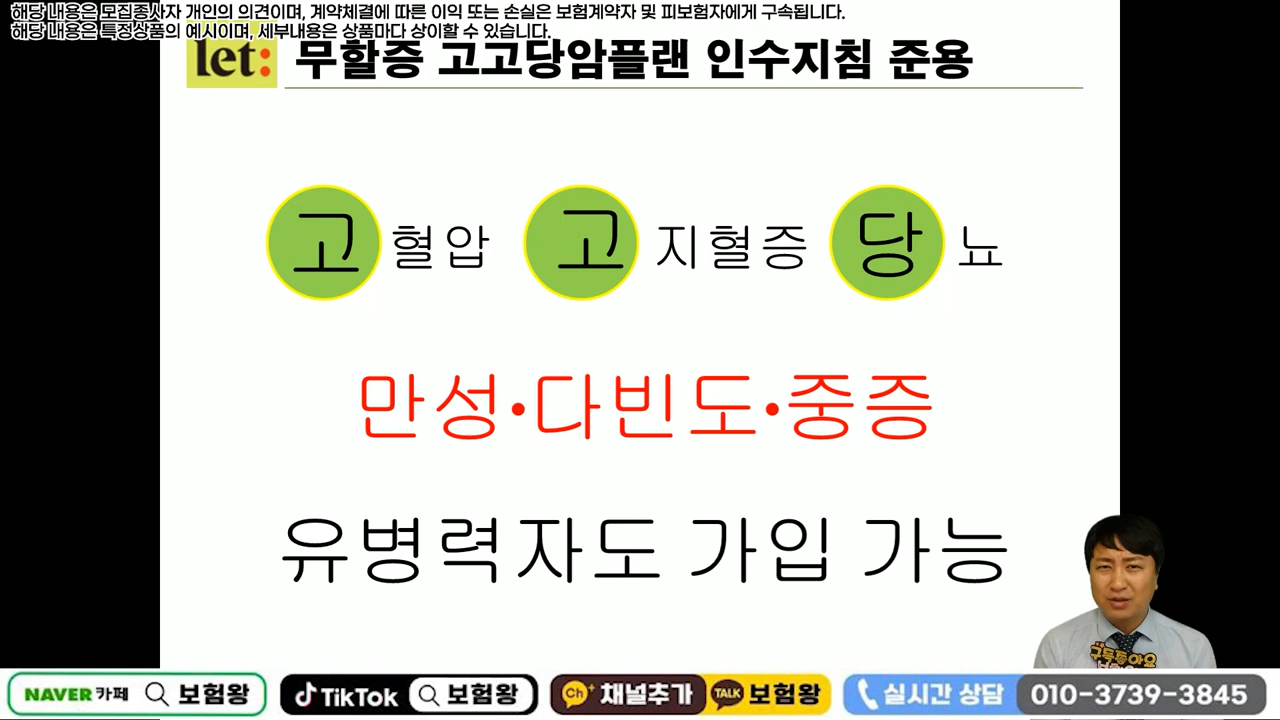 해당 내용은 모집종사자 개인의 의견이며, 계약체결에 따른 이익 또는 손실은 보험계약자 및 피보험자에게 구속됩니다.
해당 내용은 특정상품의 예시이며, 세부내용은 상품마다 상이할 수 있습니다.
let: 무할증 고고당암플랜 인수지침 준용
고혈압 고지혈증 당뇨
만성•다빈도•중증
유병력자도 가입 가능
구독좋아요
NAVER 카페 보험왕 TikTok 보험왕 Ch+ 채널추가 TALK 보험왕 실시간 상담 010-3739-3845